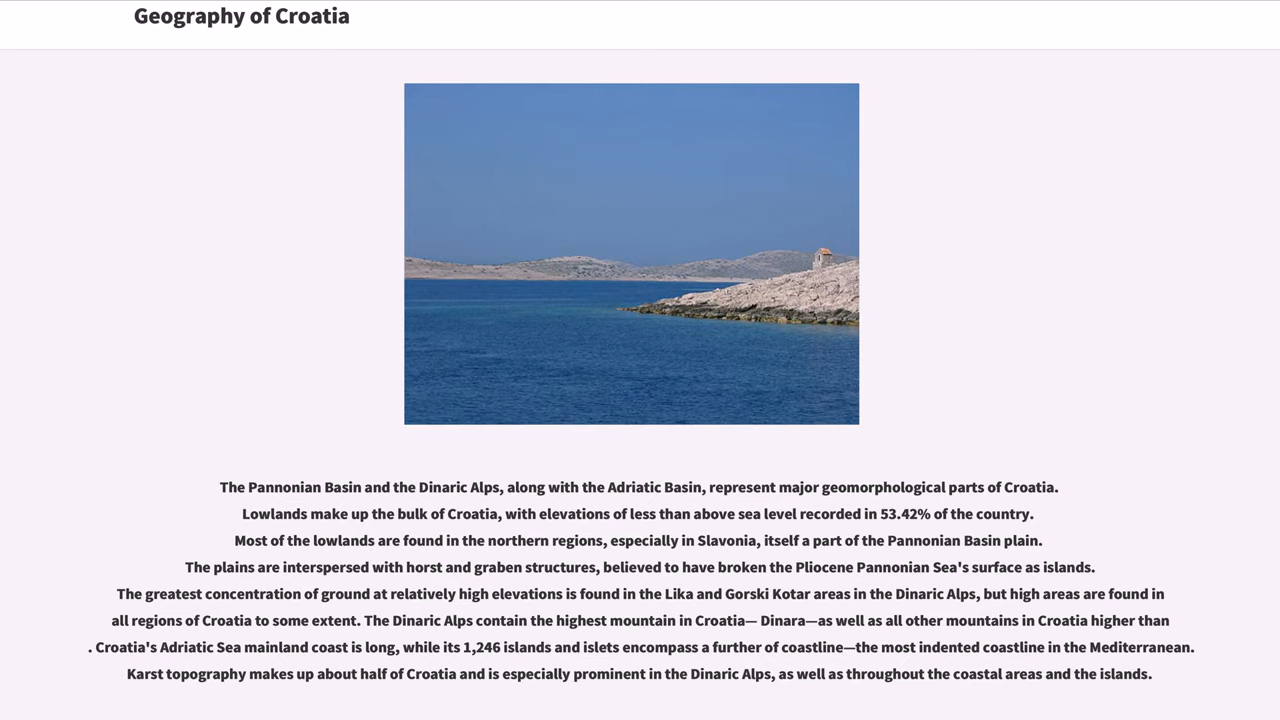 Geography of Croatia
The Pannonian Basin and the Dinaric Alps, along with the Adriatic Basin, represent major geomorphological parts of Croatia.
Lowlands make up the bulk of Croatia, with elevations of less than above sea level recorded in 53.42% of the country.
Most of the lowlands are found in the northern regions, especially in Slavonia, itself a part of the Pannonian Basin plain.
The plains are interspersed with horst and graben structures, believed to have broken the Pliocene Pannonian Sea's surface as islands.
The greatest concentration of ground at relatively high elevations is found in the Lika and Gorski Kotar areas in the Dinaric Alps, but high areas are found in
all regions of Croatia to some extent. The Dinaric Alps contain the highest mountain in Croatia— Dinara—as well as all other mountains in Croatia higher than
. Croatia's Adriatic Sea mainland coast is long, while its 1,246 islands and islets encompass a further of coastline—the most indented coastline in the Mediterranean.
Karst topography makes up about half of Croatia and is especially prominent in the Dinaric Alps, as well as throughout the coastal areas and the islands.